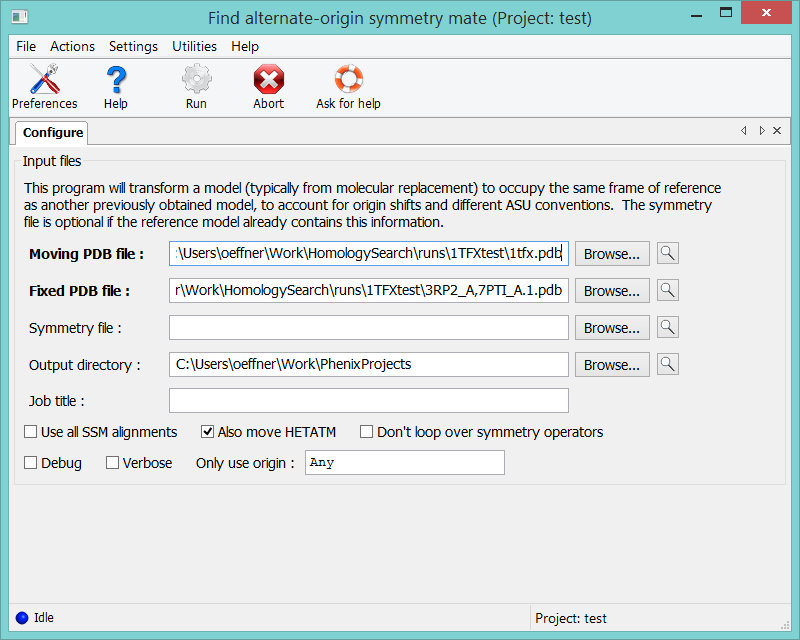 Find alternate-origin symmetry mate (Project: test)
File Actions Settings Utilities Help
Preferences Help Run Abort Ask for help
Configure
Input files
This program will transform a model (typically from molecular replacement) to occupy the same frame of reference
as another previously obtained model, to account for origin shifts and different ASU conventions. The symmetry
file is optional if the reference model already contains this information.
Moving PDB file : :\Users\oeffner\Work\HomologySearch\runs\1TFXtest\1tfx.pdb Browse...
Fixed PDB file : r\Work\HomologySearch\runs\1TFXtest\3RP2_A,7PTI_A.1.pdb Browse...
Symmetry file : Browse...
Output directory : C:\Users\oeffner\Work\PhenixProjects Browse...
Job title :
Use all SSM alignments Also move HETATM Don't loop over symmetry operators
Debug Verbose Only use origin : Any
Idle Project: test